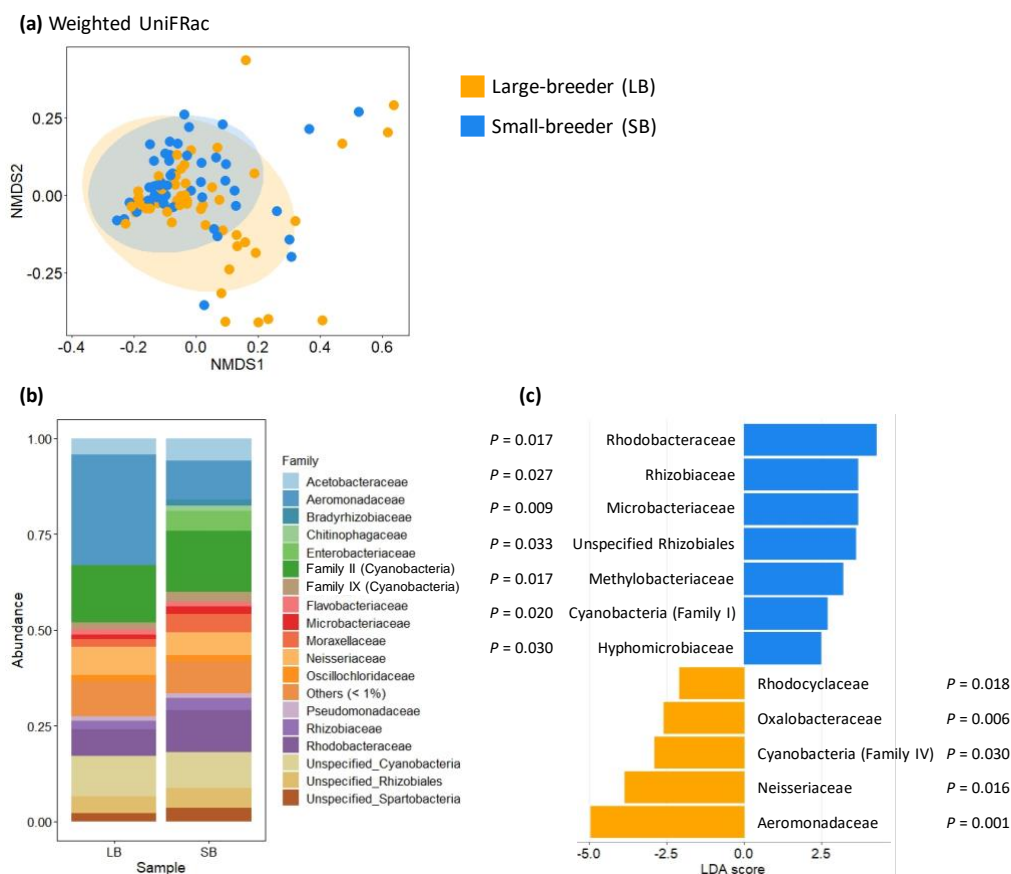 (a) Weighted UniFRac
Large-breeder (LB)
Small-breeder (SB)
NMDS2
0.25
0.00
-0.25
-0.4
-0.2
0.0
0.2
0.4
0.6
NMDS1
(b)
Abundance
1.00
0.75
0.50
0.25
0.00
LB
SB
Sample
Family
Acetobacteraceae
Aeromonadaceae
Bradyrhizobiaceae
Chitinophagaceae
Enterobacteriaceae
Family II (Cyanobacteria)
Family IX (Cyanobacteria)
Flavobacteriaceae
Microbacteriaceae
Moraxellaceae
Neisseriaceae
Oscillochloridaceae
Others (< 1%)
Pseudomonadaceae
Rhizobiaceae
Rhodobacteraceae
Unspecified_Cyanobacteria
Unspecified_Rhizobiales
Unspecified_Spartobacteria
(c)
P = 0.017 Rhodobacteraceae
P = 0.027 Rhizobiaceae
P = 0.009 Microbacteriaceae
P = 0.033 Unspecified Rhizobiales
P = 0.017 Methylobacteriaceae
P = 0.020 Cyanobacteria (Family I)
P = 0.030 Hyphomicrobiaceae
Rhodocyclaceae P = 0.018
Oxalobacteraceae P = 0.006
Cyanobacteria (Family IV) P = 0.030
Neisseriaceae P = 0.016
Aeromonadaceae P = 0.001
-5.0
-2.5
0.0
2.5
LDA score